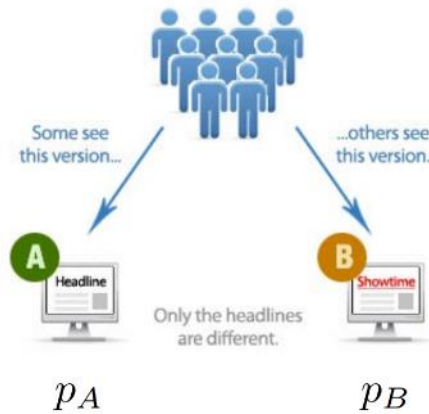 Some see
this version...
...others see
this version.
A
Headline
B
Showtime
Only the headlines
are different.
p_A
p_B